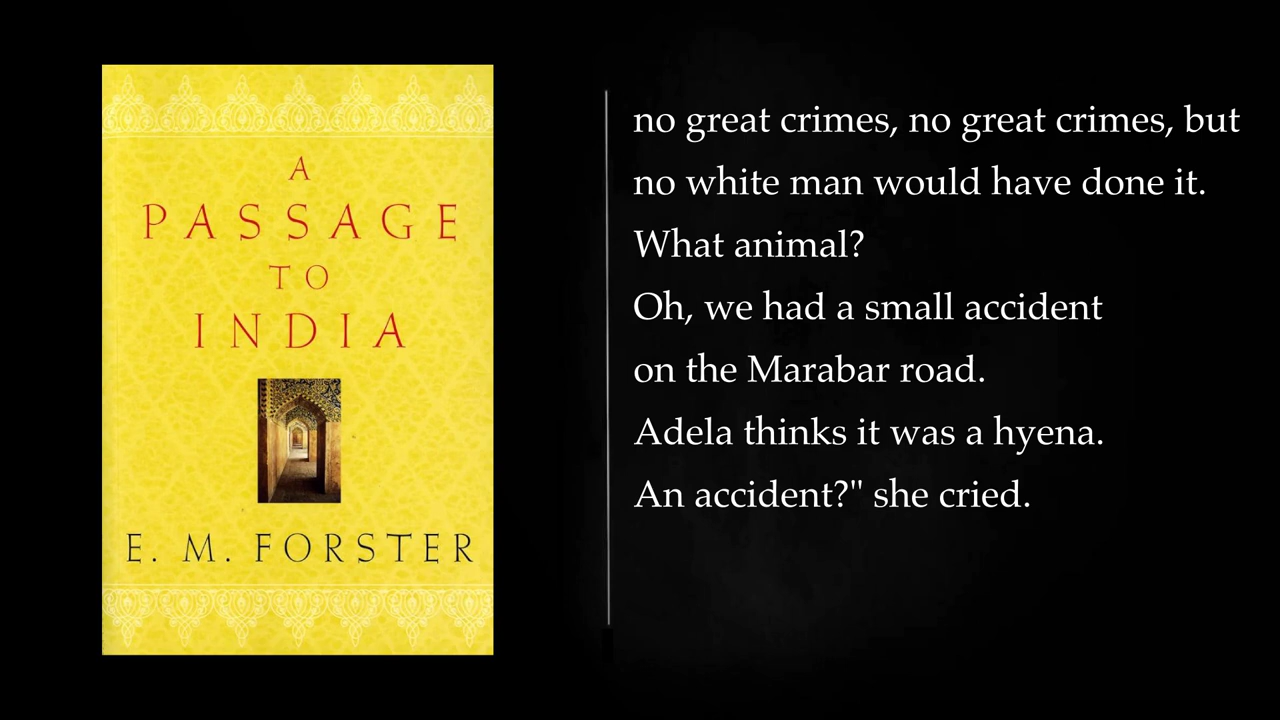 A
PASSAGE
TO
INDIA
E. M. FORSTER
no great crimes, no great crimes, but
no white man would have done it.
What animal?
Oh, we had a small accident
on the Marabar road.
Adela thinks it was a hyena.
An accident?" she cried.